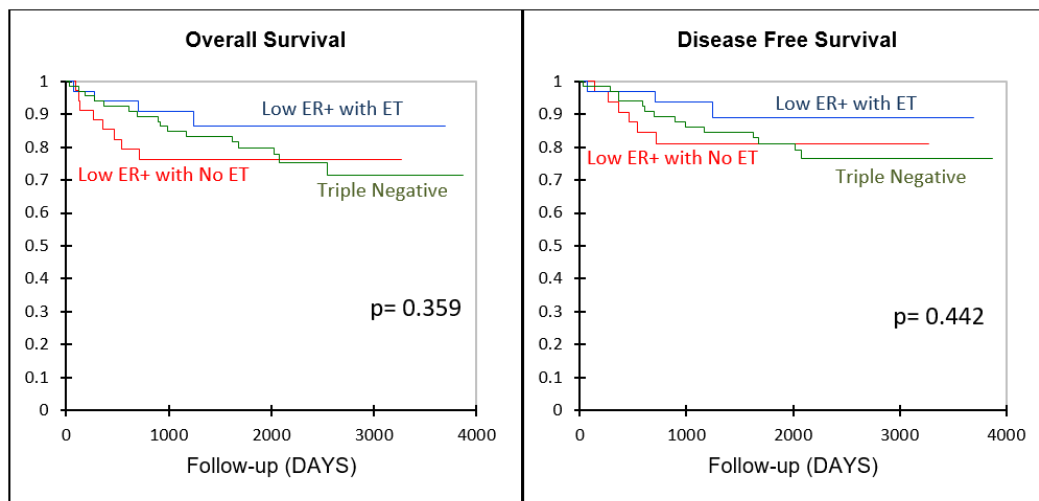 Overall Survival
1
0.9
0.8
0.7
0.6
0.5
0.4
0.3
0.2
0.1
0
Low ER+ with ET
Low ER+ with No ET
Triple Negative
p= 0.359
0 1000 2000 3000 4000
Follow-up (DAYS)
Disease Free Survival
1
0.9
0.8
0.7
0.6
0.5
0.4
0.3
0.2
0.1
0
Low ER+ with ET
Low ER+ with No ET
Triple Negative
p= 0.442
0 1000 2000 3000 4000
Follow-up (DAYS)